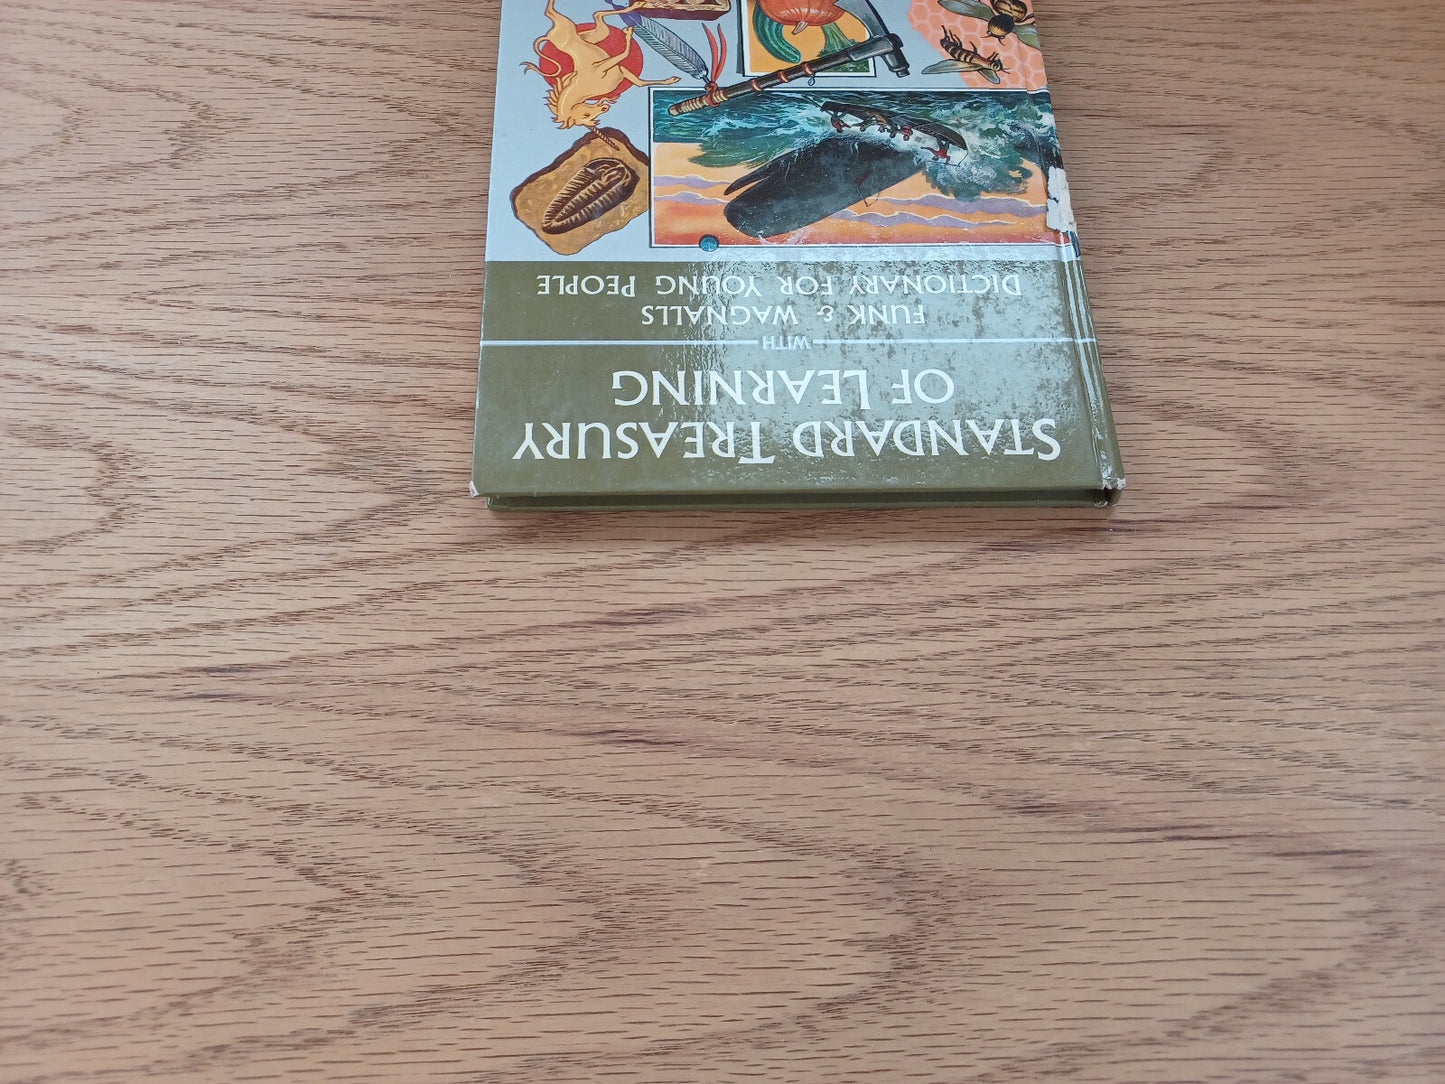 STANDARD TREASURY
OF LEARNING
WITH
FUNK & WAGNALLS
DICTIONARY FOR YOUNG PEOPLE